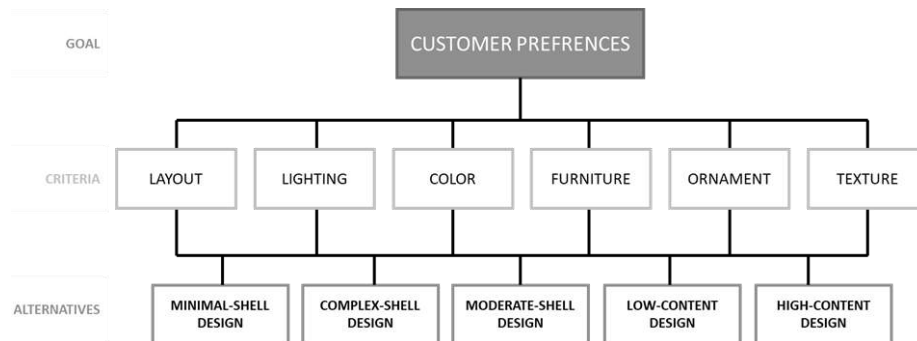 GOAL
CUSTOMER PREFRENCES
CRITERIA
LAYOUT
LIGHTING
COLOR
FURNITURE
ORNAMENT
TEXTURE
ALTERNATIVES
MINIMAL-SHELL
DESIGN
COMPLEX-SHELL
DESIGN
MODERATE-SHELL
DESIGN
LOW-CONTENT
DESIGN
HIGH-CONTENT
DESIGN